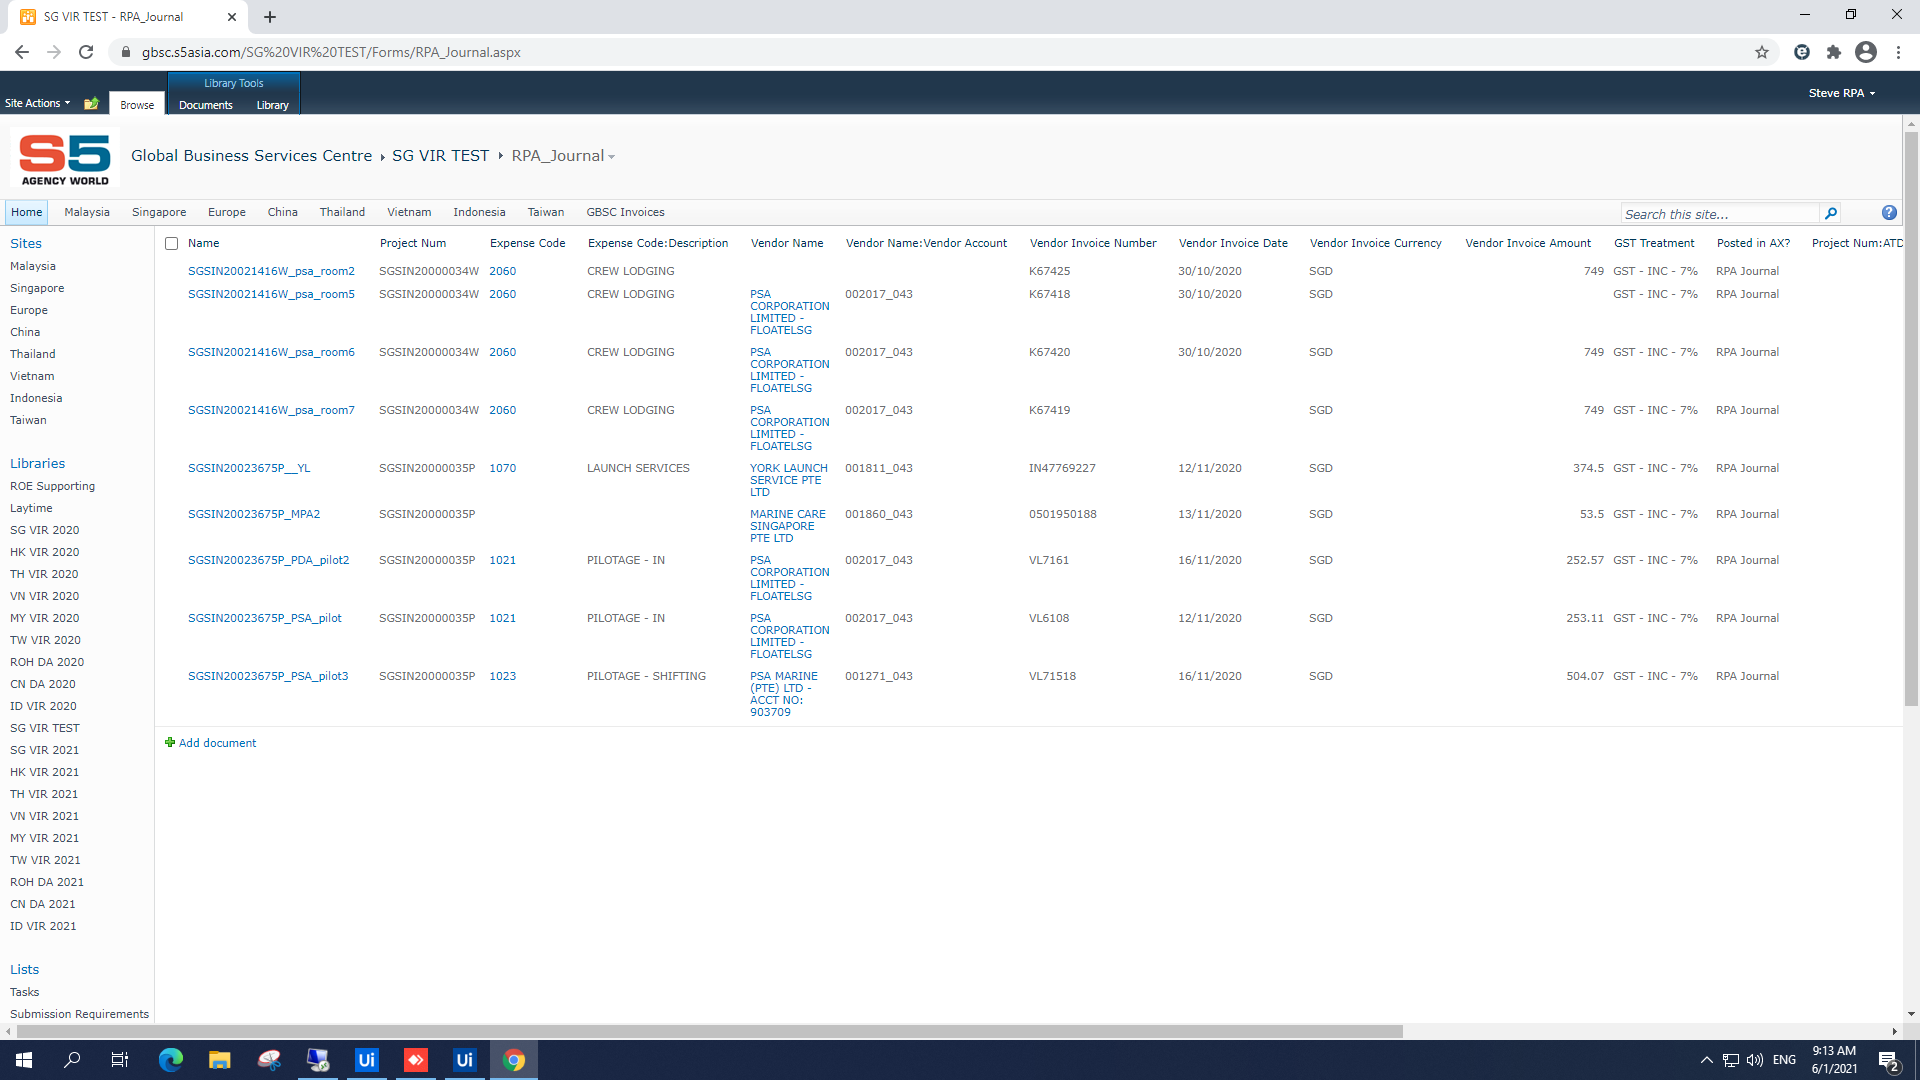 SG VIR TEST - RPA_Journal
gbsc.s5asia.com/SG%20VIR%20TEST/Forms/RPA_Journal.aspx
Library Tools
Site Actions
Browse
Documents
Library
Steve RPA
S5
AGENCY WORLD
Global Business Services Centre SG VIR TEST RPA_Journal
Home Malaysia Singapore Europe China Thailand Vietnam Indonesia Taiwan GBSC Invoices
Search this site...
Sites
Malaysia
Singapore
Europe
China
Thailand
Vietnam
Indonesia
Taiwan
Libraries
ROE Supporting
Laytime
SG VIR 2020
HK VIR 2020
TH VIR 2020
VN VIR 2020
MY VIR 2020
TW VIR 2020
ROH DA 2020
CN DA 2020
ID VIR 2020
SG VIR TEST
SG VIR 2021
HK VIR 2021
TH VIR 2021
VN VIR 2021
MY VIR 2021
TW VIR 2021
ROH DA 2021
CN DA 2021
ID VIR 2021
Lists
Tasks
Submission Requirements
Name Project Num Expense Code Expense Code:Description Vendor Name Vendor Name:Vendor Account Vendor Invoice Number Vendor Invoice Date Vendor Invoice Currency Vendor Invoice Amount GST Treatment Posted in AX? Project Num:ATD
SGSIN20021416W_psa_room2 SGSIN20000034W 2060 CREW LODGING K67425 30/10/2020 SGD 749 GST - INC - 7% RPA Journal
SGSIN20021416W_psa_room5 SGSIN20000034W 2060 CREW LODGING PSA 002017_043 K67418 30/10/2020 SGD GST - INC - 7% RPA Journal
CORPORATION
LIMITED -
FLOATELSG
SGSIN20021416W_psa_room6 SGSIN20000034W 2060 CREW LODGING PSA 002017_043 K67420 30/10/2020 SGD 749 GST - INC - 7% RPA Journal
CORPORATION
LIMITED -
FLOATELSG
SGSIN20021416W_psa_room7 SGSIN20000034W 2060 CREW LODGING PSA 002017_043 K67419 SGD 749 GST - INC - 7% RPA Journal
CORPORATION
LIMITED -
FLOATELSG
SGSIN20023675P__YL SGSIN20000035P 1070 LAUNCH SERVICES YORK LAUNCH 001811_043 IN47769227 12/11/2020 SGD 374.5 GST - INC - 7% RPA Journal
SERVICE PTE
LTD
SGSIN20023675P_MPA2 SGSIN20000035P MARINE CARE 001860_043 0501950188 13/11/2020 SGD 53.5 GST - INC - 7% RPA Journal
SINGAPORE
PTE LTD
SGSIN20023675P_PDA_pilot2 SGSIN20000035P 1021 PILOTAGE - IN PSA 002017_043 VL7161 16/11/2020 SGD 252.57 GST - INC - 7% RPA Journal
CORPORATION
LIMITED -
FLOATELSG
SGSIN20023675P_PSA_pilot SGSIN20000035P 1021 PILOTAGE - IN PSA 002017_043 VL6108 12/11/2020 SGD 253.11 GST - INC - 7% RPA Journal
CORPORATION
LIMITED -
FLOATELSG
SGSIN20023675P_PSA_pilot3 SGSIN20000035P 1023 PILOTAGE - SHIFTING PSA MARINE 001271_043 VL71518 16/11/2020 SGD 504.07 GST - INC - 7% RPA Journal
(PTE) LTD -
ACCT NO:
903709
Add document
Ui
Ui
ENG
9:13 AM
6/1/2021
2